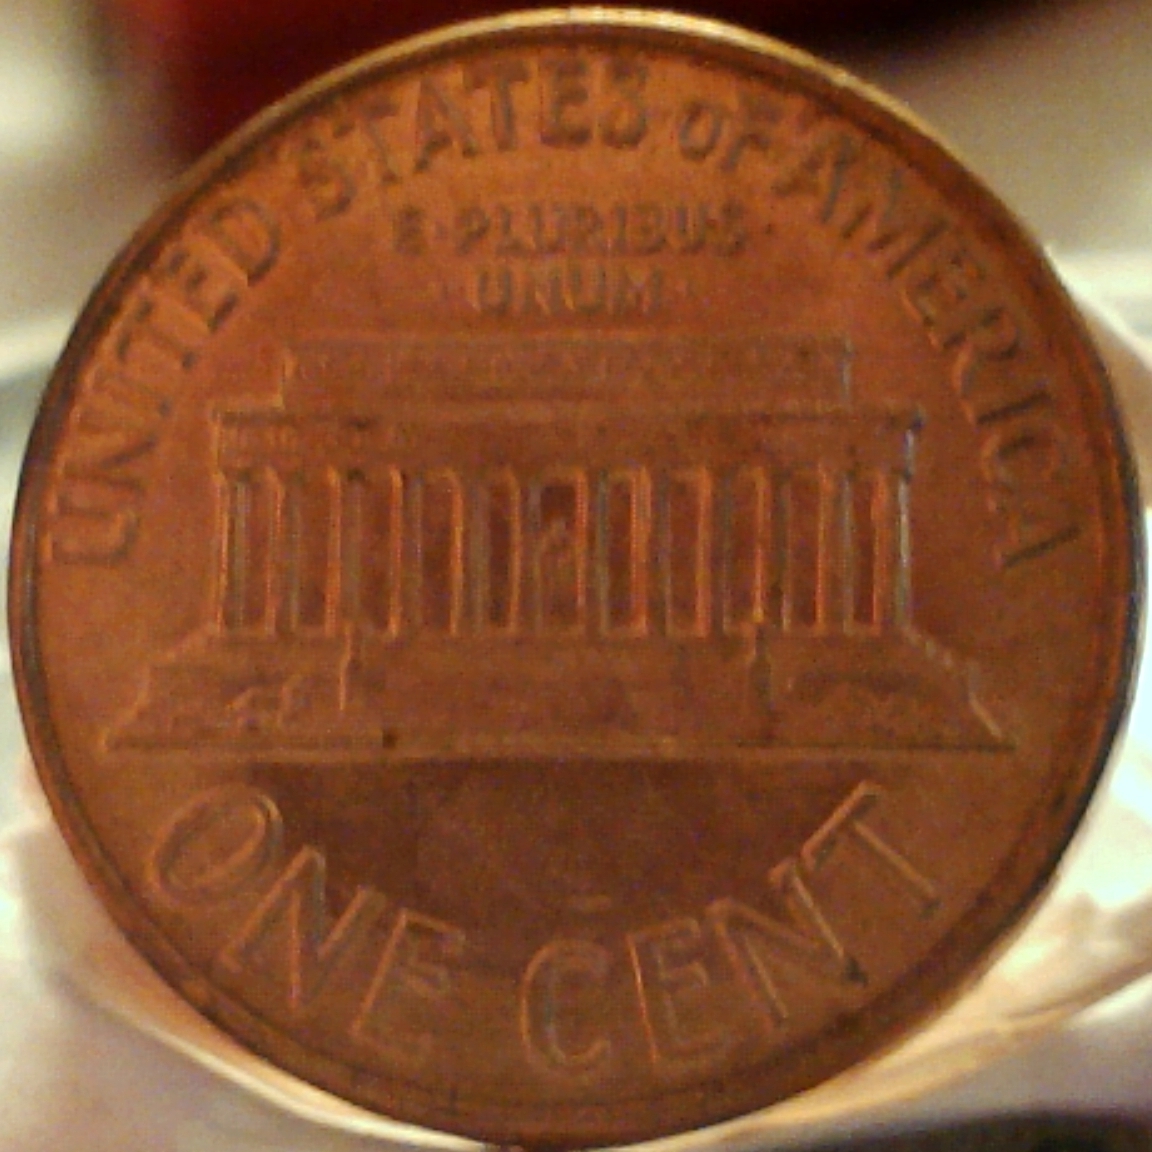 UNITED STATES OF AMERICA
E·PLURIBUS·
UNUM
ONE CENT